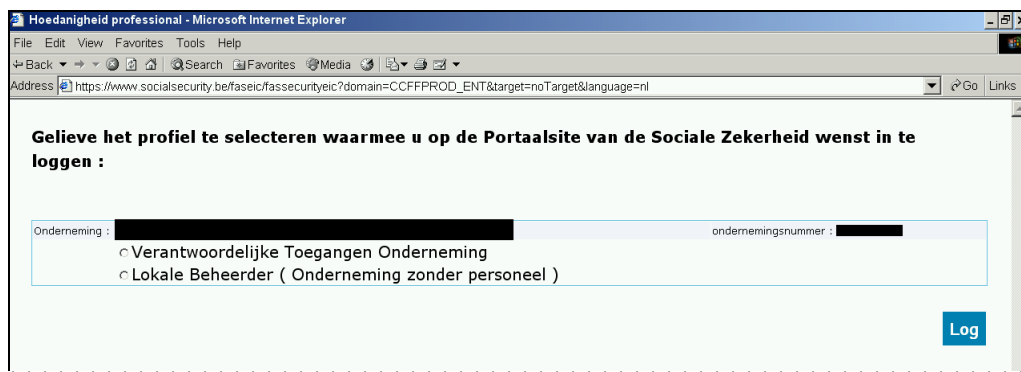 Hoedanigheid professional - Microsoft Internet Explorer
File Edit View Favorites Tools Help
Back Search Favorites Media
Address https://www.socialsecurity.be/faseic/fassecurityeic?domain=CCFFPROD_ENT&target=noTarget&language=nl Go Links
Gelieve het profiel te selecteren waarmee u op de Portaalsite van de Sociale Zekerheid wenst in te
loggen :
Onderneming : ondernemingsnummer :
Verantwoordelijke Toegangen Onderneming
Lokale Beheerder ( Onderneming zonder personeel )
Log